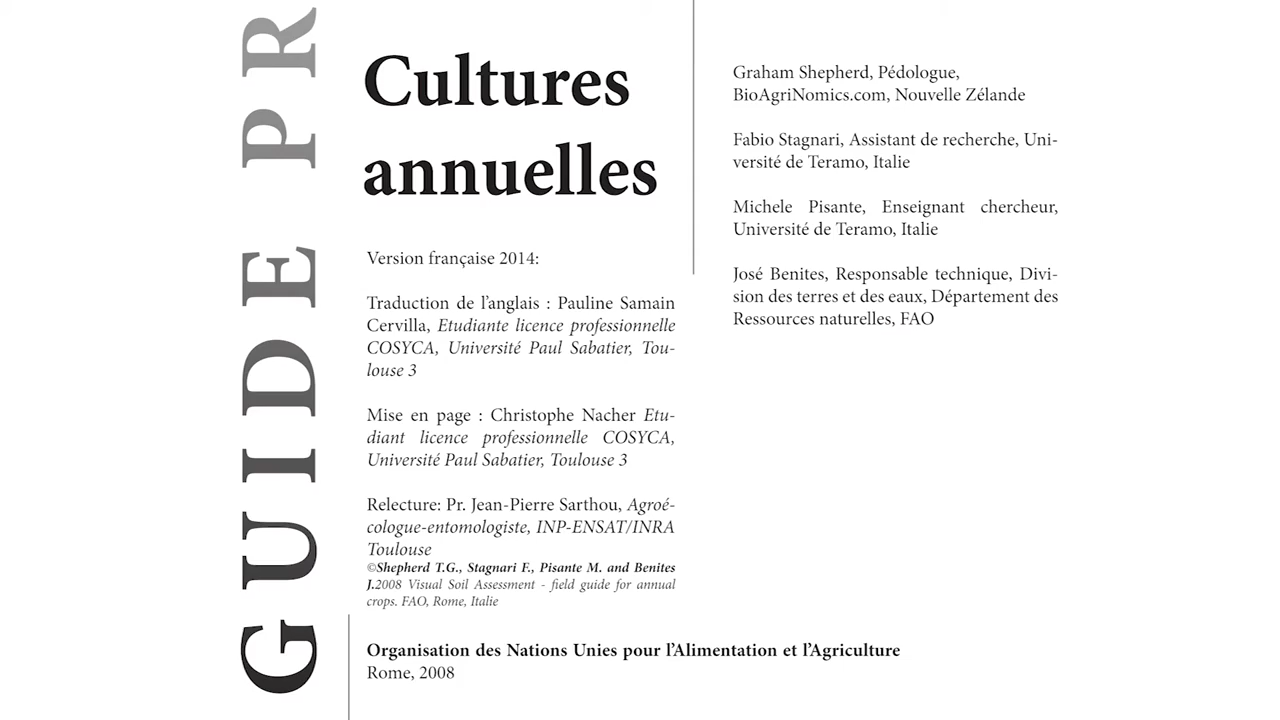 GUIDE PR
Cultures
annuelles
Version française 2014:
Traduction de l'anglais : Pauline Samain
Cervilla, Etudiante licence professionnelle
COSYCA, Université Paul Sabatier, Tou-
louse 3
Mise en page : Christophe Nacher Etu-
diant licence professionnelle COSYCA,
Université Paul Sabatier, Toulouse 3
Relecture: Pr. Jean-Pierre Sarthou, Agroé-
cologue-entomologiste, INP-ENSAT/INRA
Toulouse
©Shepherd T.G., Stagnari F., Pisante M. and Benites
J.2008 Visual Soil Assessment - field guide for annual
crops. FAO, Rome, Italie
Graham Shepherd, Pédologue,
BioAgriNomics.com, Nouvelle Zélande
Fabio Stagnari, Assistant de recherche, Uni-
versité de Teramo, Italie
Michele Pisante, Enseignant chercheur,
Université de Teramo, Italie
José Benites, Responsable technique, Divi-
sion des terres et des eaux, Département des
Ressources naturelles, FAO
Organisation des Nations Unies pour l'Alimentation et l'Agriculture
Rome, 2008